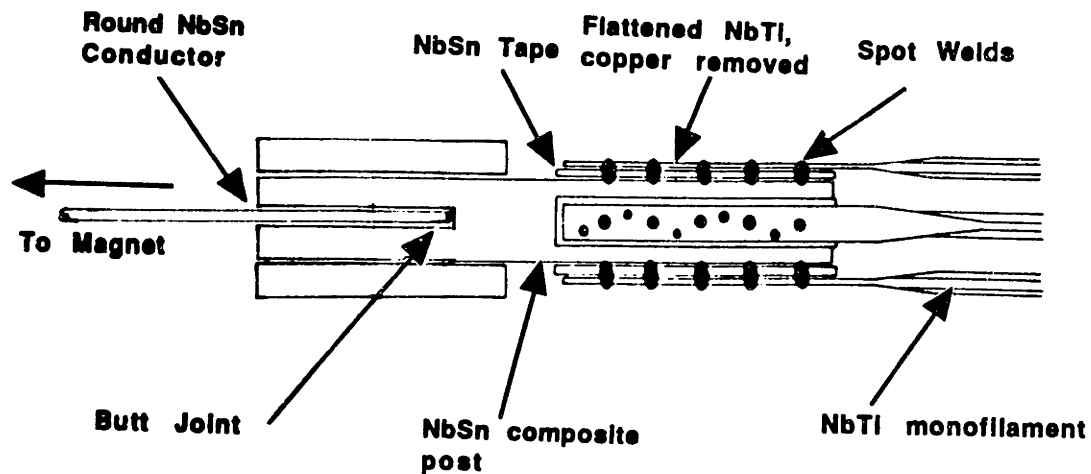 Round NbSn
Conductor
NbSn Tape
Flattened NbTi,
copper removed
Spot Welds
To Magnet
Butt Joint
NbSn composite
post
NbTi monofilament